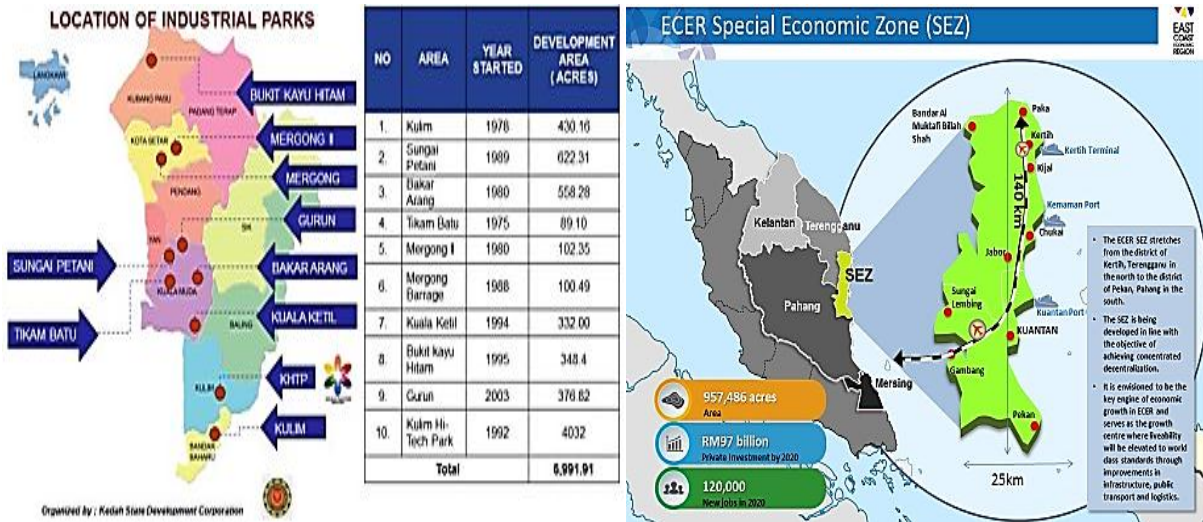 LOCATION OF INDUSTRIAL PARKS
LANGKAWI
KUBANG PASU
PADANG TERAP
KOTA SETAR
PENDANG
SIK
YAN
KUALA MUDA
BALING
KULIM
BANDAR
BAHARU
BUKIT KAYU HITAM
MERGONG II
MERGONG
GURUN
SUNGAI PETANI
BAKAR ARANG
KUALA KETIL
TIKAM BATU
KHTP
KULIM
Organized by : Kedah State Development Corporation
NO AREA YEAR STARTED DEVELOPMENT AREA (ACRES)
1. Kulim 1978 430.16
2. Sungai Petani 1989 622.31
3. Bakar Arang 1980 558.28
4. Tikam Batu 1975 89.10
5. Mergong II 1980 102.35
6. Mergong Barrage 1988 100.49
7. Kuala Ketil 1994 332.00
8. Bukit kayu Hitam 1995 348.4
9. Gurun 2003 376.82
10. Kulim Hi-Tech Park 1992 4032
Total 6,991.91
ECER Special Economic Zone (SEZ)
EAST
COAST
ECONOMIC
REGION
Kelantan
Terengganu
SEZ
Pahang
Mersing
Bandar Al
Muktafi Billah
Shah
Paka
Kertih
Kertih Terminal
Kijal
140 km
Kemaman Port
Chukai
Jabor
Sungai
Lembing
Kuantan Port
KUANTAN
Gambang
Pekan
25km
957,486 acres
Area
RM97 billion
Private Investment by 2020
120,000
New jobs in 2020
• The ECER SEZ stretches
from the district of
Kertih, Terengganu in
the north to the district
of Pekan, Pahang in the
south.
• The SEZ is being
developed in line with
the objective of
achieving concentrated
decentralization.
• It is envisioned to be the
key engine of economic
growth in ECER and
serves as the growth
centre where liveability
will be elevated to world
class standards through
improvements in
infrastructure, public
transport and logistics.